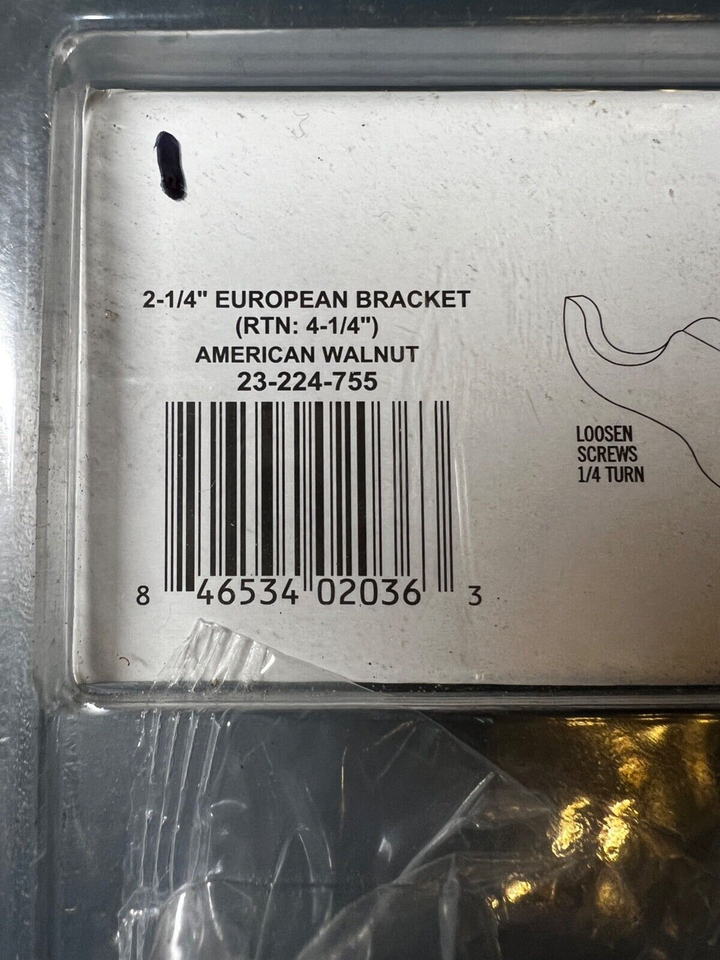 2-1/4" EUROPEAN BRACKET
(RTN: 4-1/4")
AMERICAN WALNUT
23-224-755
8 46534 02036 3
LOOSEN
SCREWS
1/4 TURN